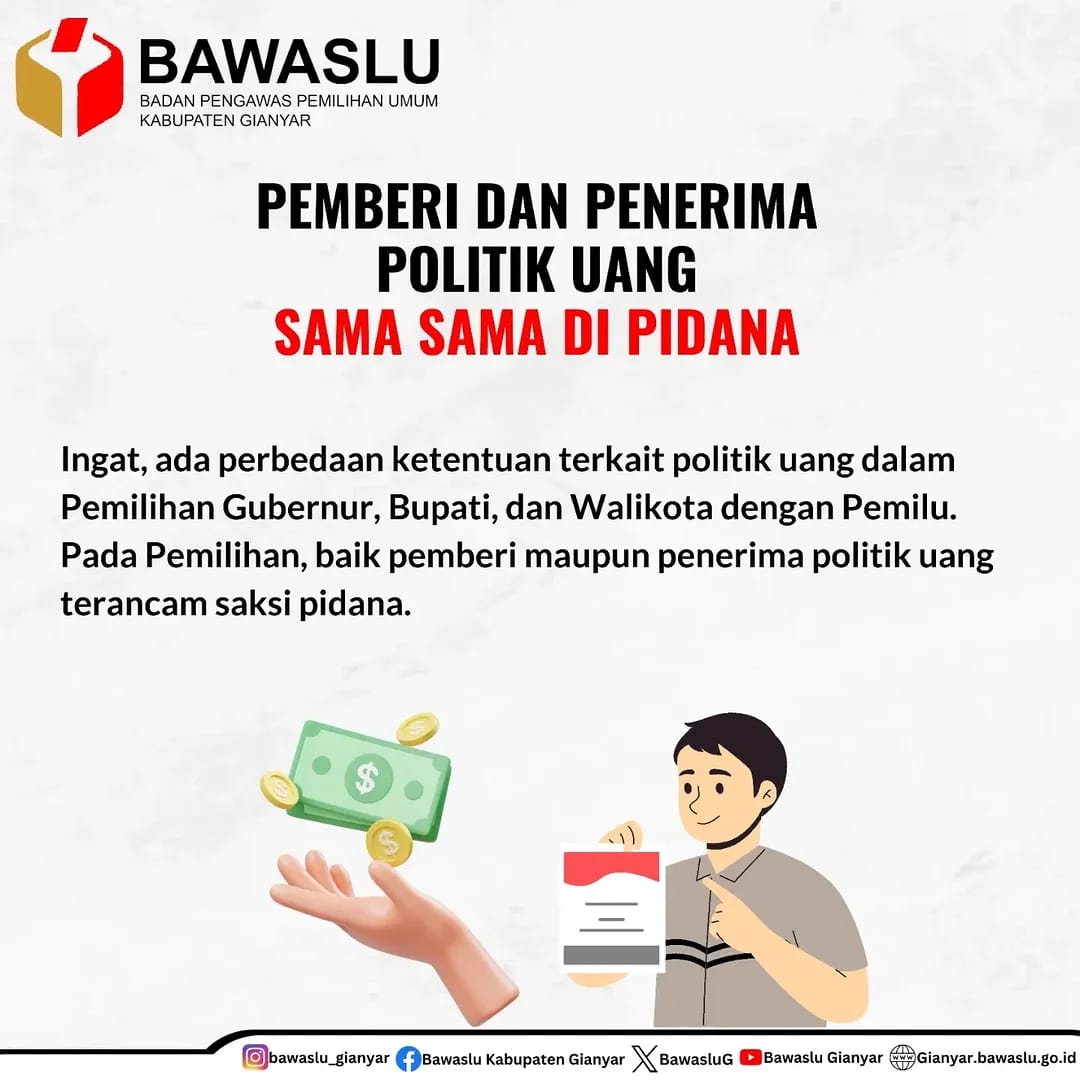 BAWASLU
BADAN PENGAWAS PEMILIHAN UMUM
KABUPATEN GIANYAR
PEMBERI DAN PENERIMA
POLITIK UANG
SAMA SAMA DI PIDANA
Ingat, ada perbedaan ketentuan terkait politik uang dalam
Pemilihan Gubernur, Bupati, dan Walikota dengan Pemilu.
Pada Pemilihan, baik pemberi maupun penerima politik uang
terancam saksi pidana.
$
$
$
$
bawaslu_gianyar Bawaslu Kabupaten Gianyar BawasluG Bawaslu Gianyar www Gianyar.bawaslu.go.id